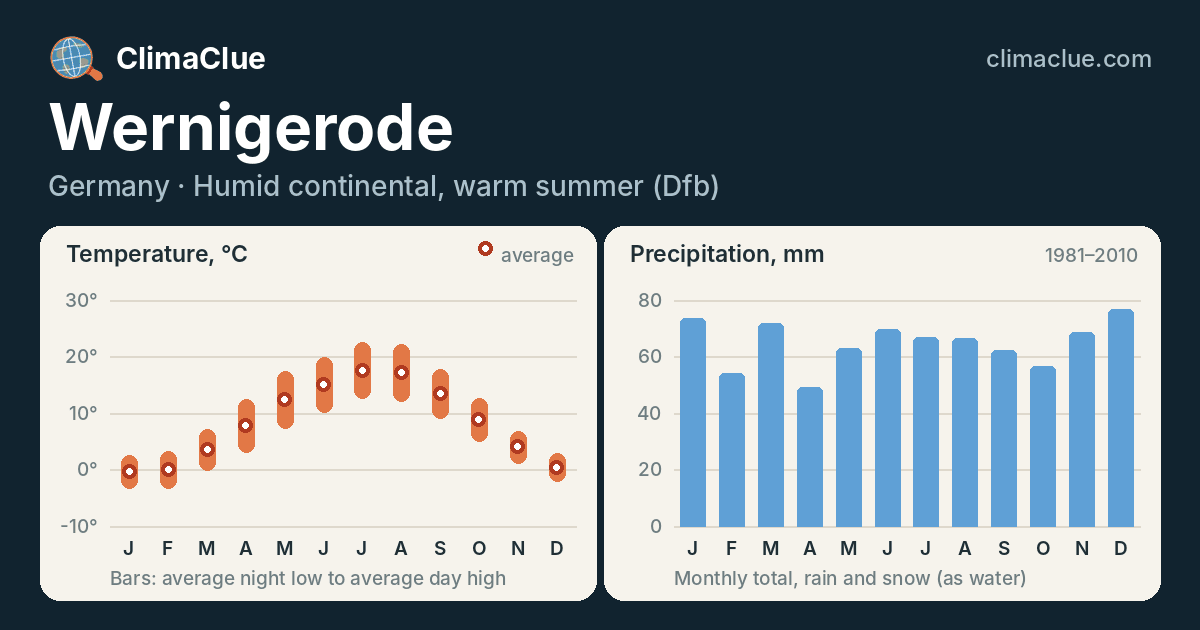 ClimaClue
climaclue.com
Wernigerode
Germany · Humid continental, warm summer (Dfb)
Temperature, °C
average
30°
20°
10°
0°
-10°
J F M A M J J A S O N D
Bars: average night low to average day high
Precipitation, mm
1981–2010
80
60
40
20
0
J F M A M J J A S O N D
Monthly total, rain and snow (as water)